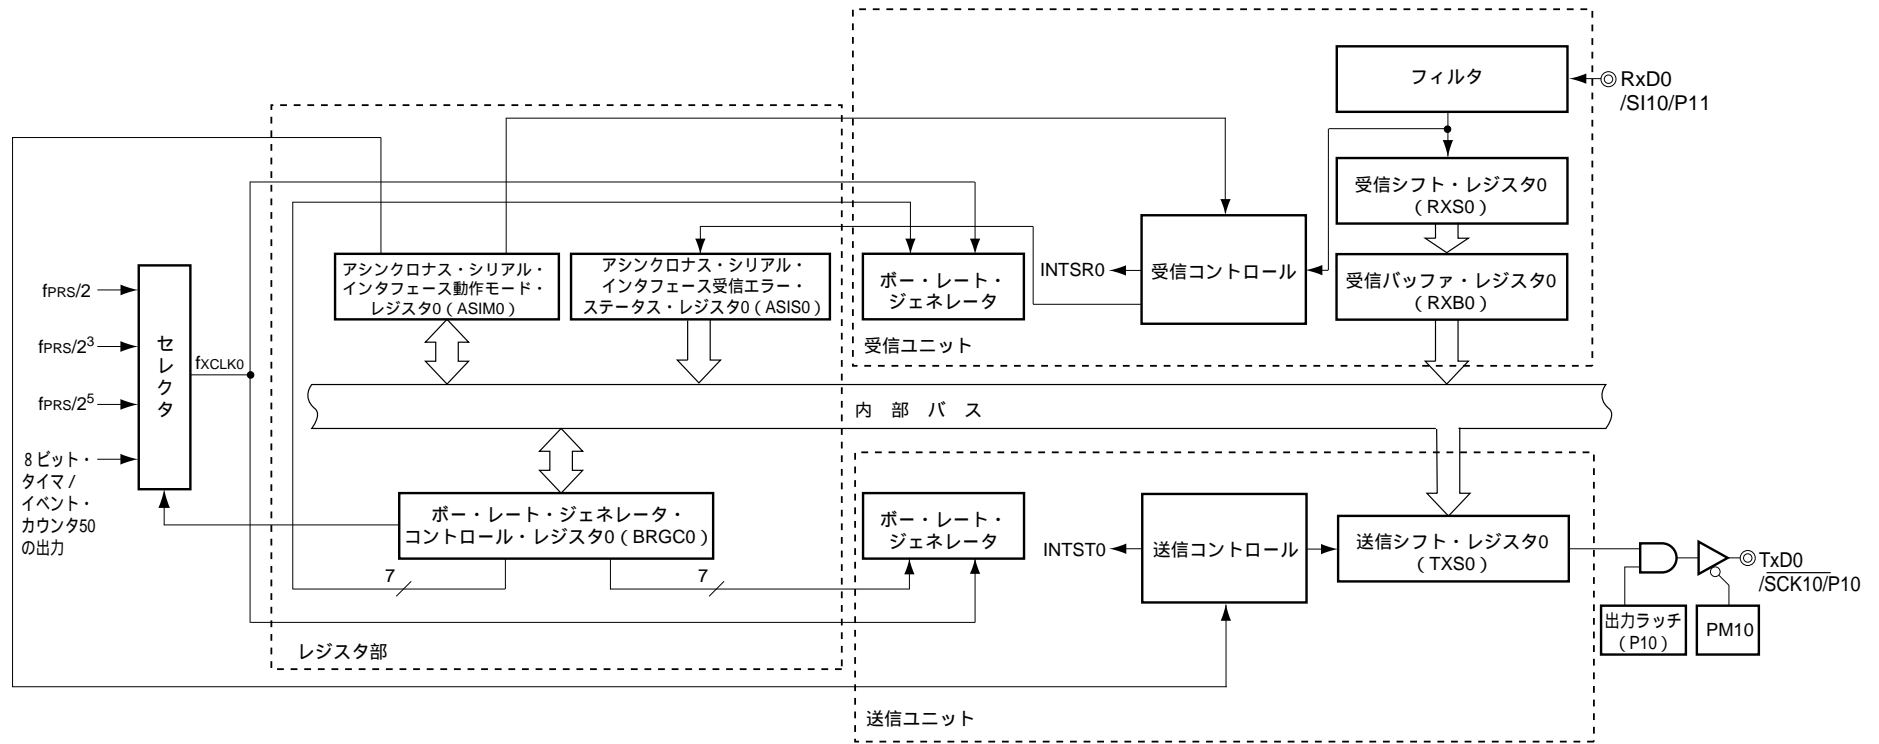 フィルタ
RxD0
/SI10/P11
受信シフト・レジスタ0
（RXS0）
アシンクロナス・シリアル・
インタフェース動作モード・
レジスタ0（ASIM0）
アシンクロナス・シリアル・
インタフェース受信エラー・
ステータス・レジスタ0（ASIS0）
ボー・レート・
ジェネレータ
INTSR0
受信コントロール
受信バッファ・レジスタ0
（RXB0）
受信ユニット
fPRS/2
fPRS/2³
fPRS/2⁵
8ビット・
タイマ/
イベント・
カウンタ50
の出力
セレクタ
fXCLK0
内部バス
ボー・レート・ジェネレータ・
コントロール・レジスタ0（BRGC0）
7
7
ボー・レート・
ジェネレータ
INTST0
送信コントロール
送信シフト・レジスタ0
（TXS0）
TxD0
/SCK10/P10
出力ラッチ
（P10）
PM10
レジスタ部
送信ユニット